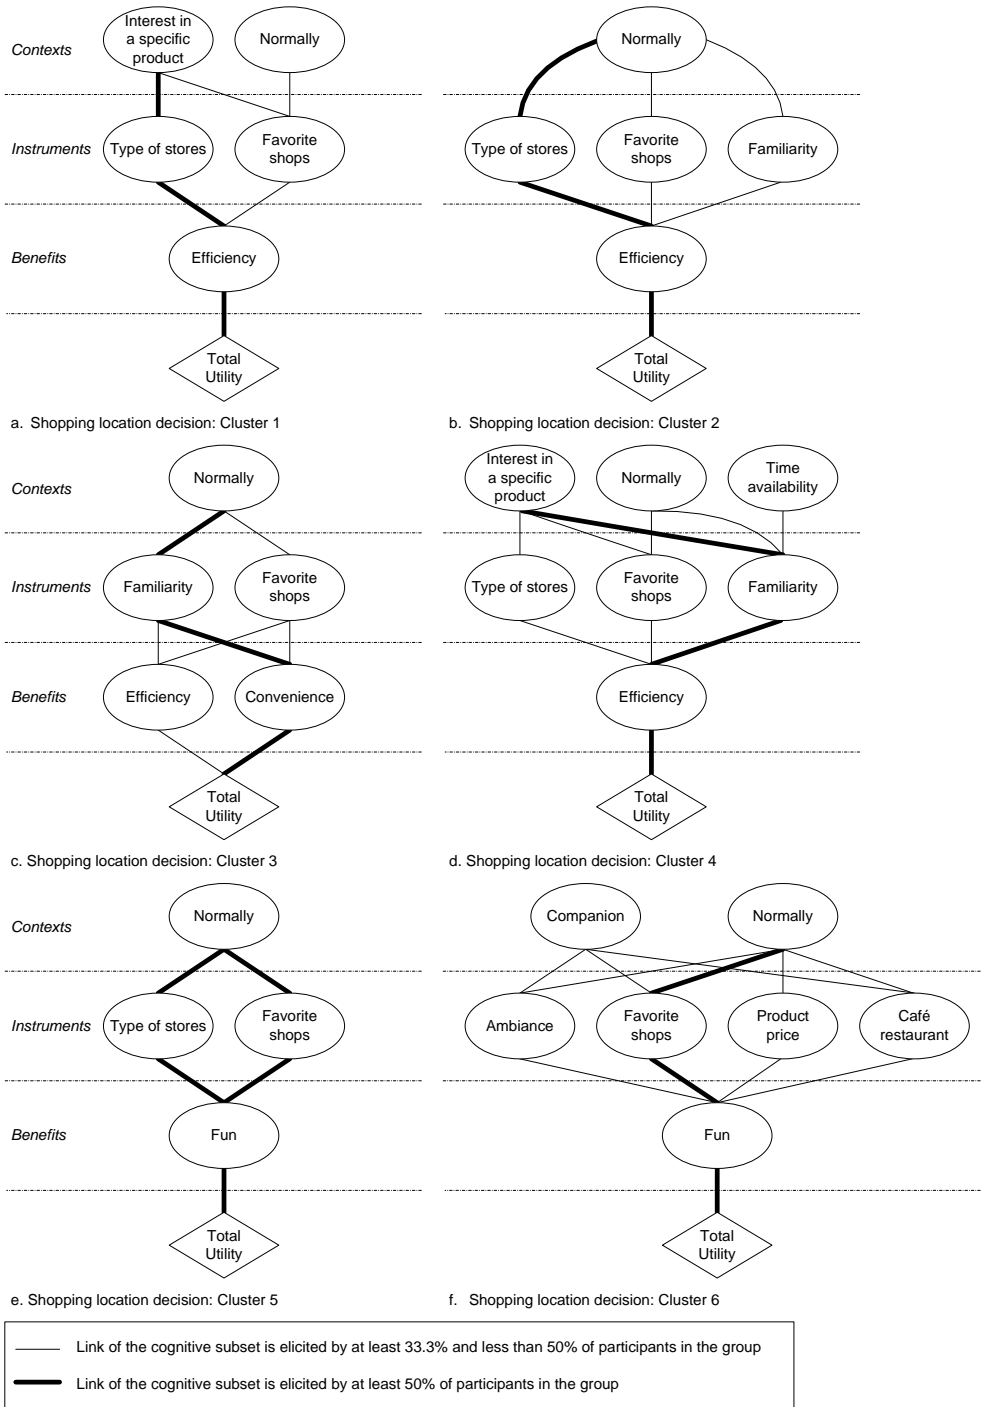 Contexts
Interest in
a specific
product
Normally
Instruments
Type of stores
Favorite
shops
Benefits
Efficiency
Total
Utility
a. Shopping location decision: Cluster 1
Normally
Type of stores
Favorite
shops
Familiarity
Efficiency
Total
Utility
b. Shopping location decision: Cluster 2
Contexts
Normally
Instruments
Familiarity
Favorite
shops
Benefits
Efficiency
Convenience
Total
Utility
c. Shopping location decision: Cluster 3
Interest in
a specific
product
Normally
Time
availability
Type of stores
Favorite
shops
Familiarity
Efficiency
Total
Utility
d. Shopping location decision: Cluster 4
Contexts
Normally
Instruments
Type of stores
Favorite
shops
Benefits
Fun
Total
Utility
e. Shopping location decision: Cluster 5
Companion
Normally
Ambiance
Favorite
shops
Product
price
Café
restaurant
Fun
Total
Utility
f. Shopping location decision: Cluster 6
Link of the cognitive subset is elicited by at least 33.3% and less than 50% of participants in the group
Link of the cognitive subset is elicited by at least 50% of participants in the group